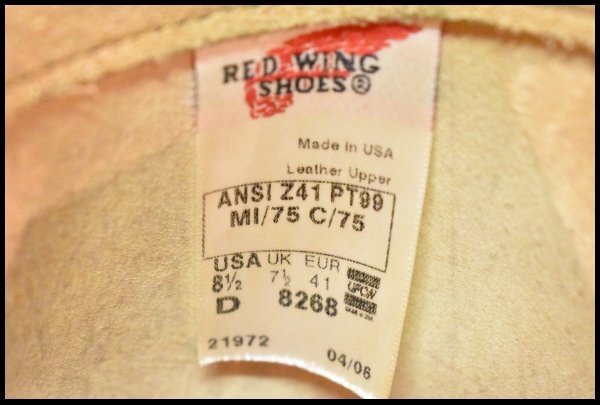 RED WING
SHOES®
Made in USA
Leather Upper
ANSI Z41 PT99
MI/75 C/75
USA UK EUR
8½ 7½ 41
UFCW
D 8268
21972 04/06